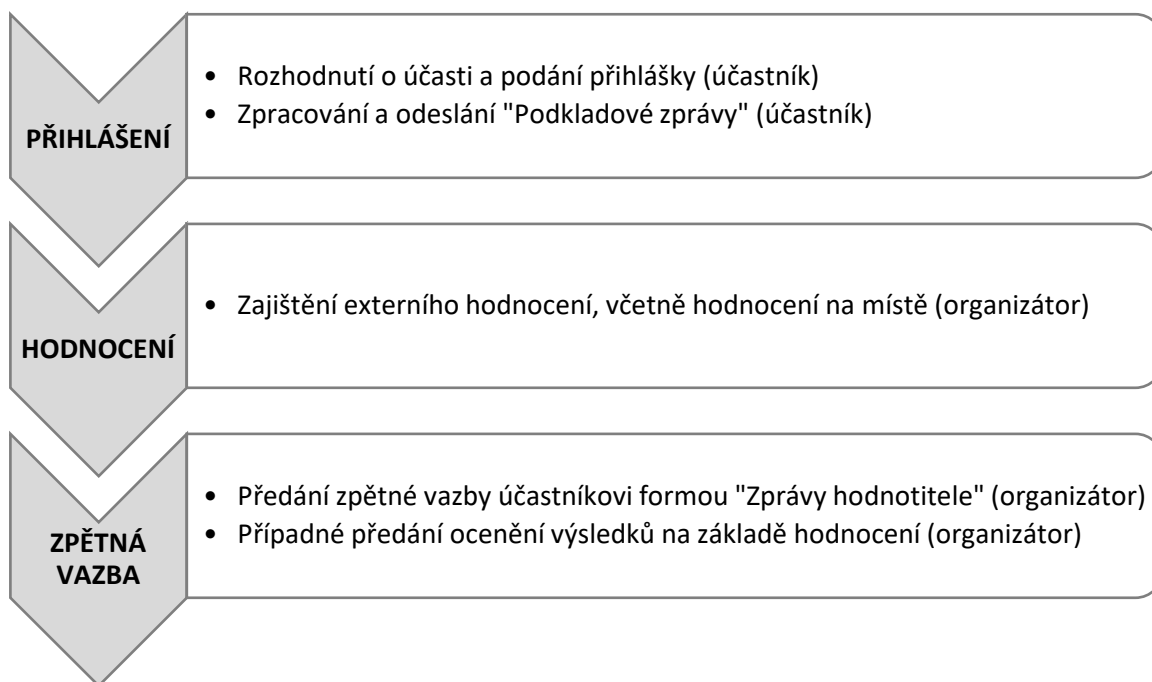 PŘIHLÁŠENÍ
• Rozhodnutí o účasti a podání přihlášky (účastník)
• Zpracování a odeslání "Podkladové zprávy" (účastník)
HODNOCENÍ
• Zajištění externího hodnocení, včetně hodnocení na místě (organizátor)
ZPĚTNÁ
VAZBA
• Předání zpětné vazby účastníkovi formou "Zprávy hodnotitele" (organizátor)
• Případné předání ocenění výsledků na základě hodnocení (organizátor)